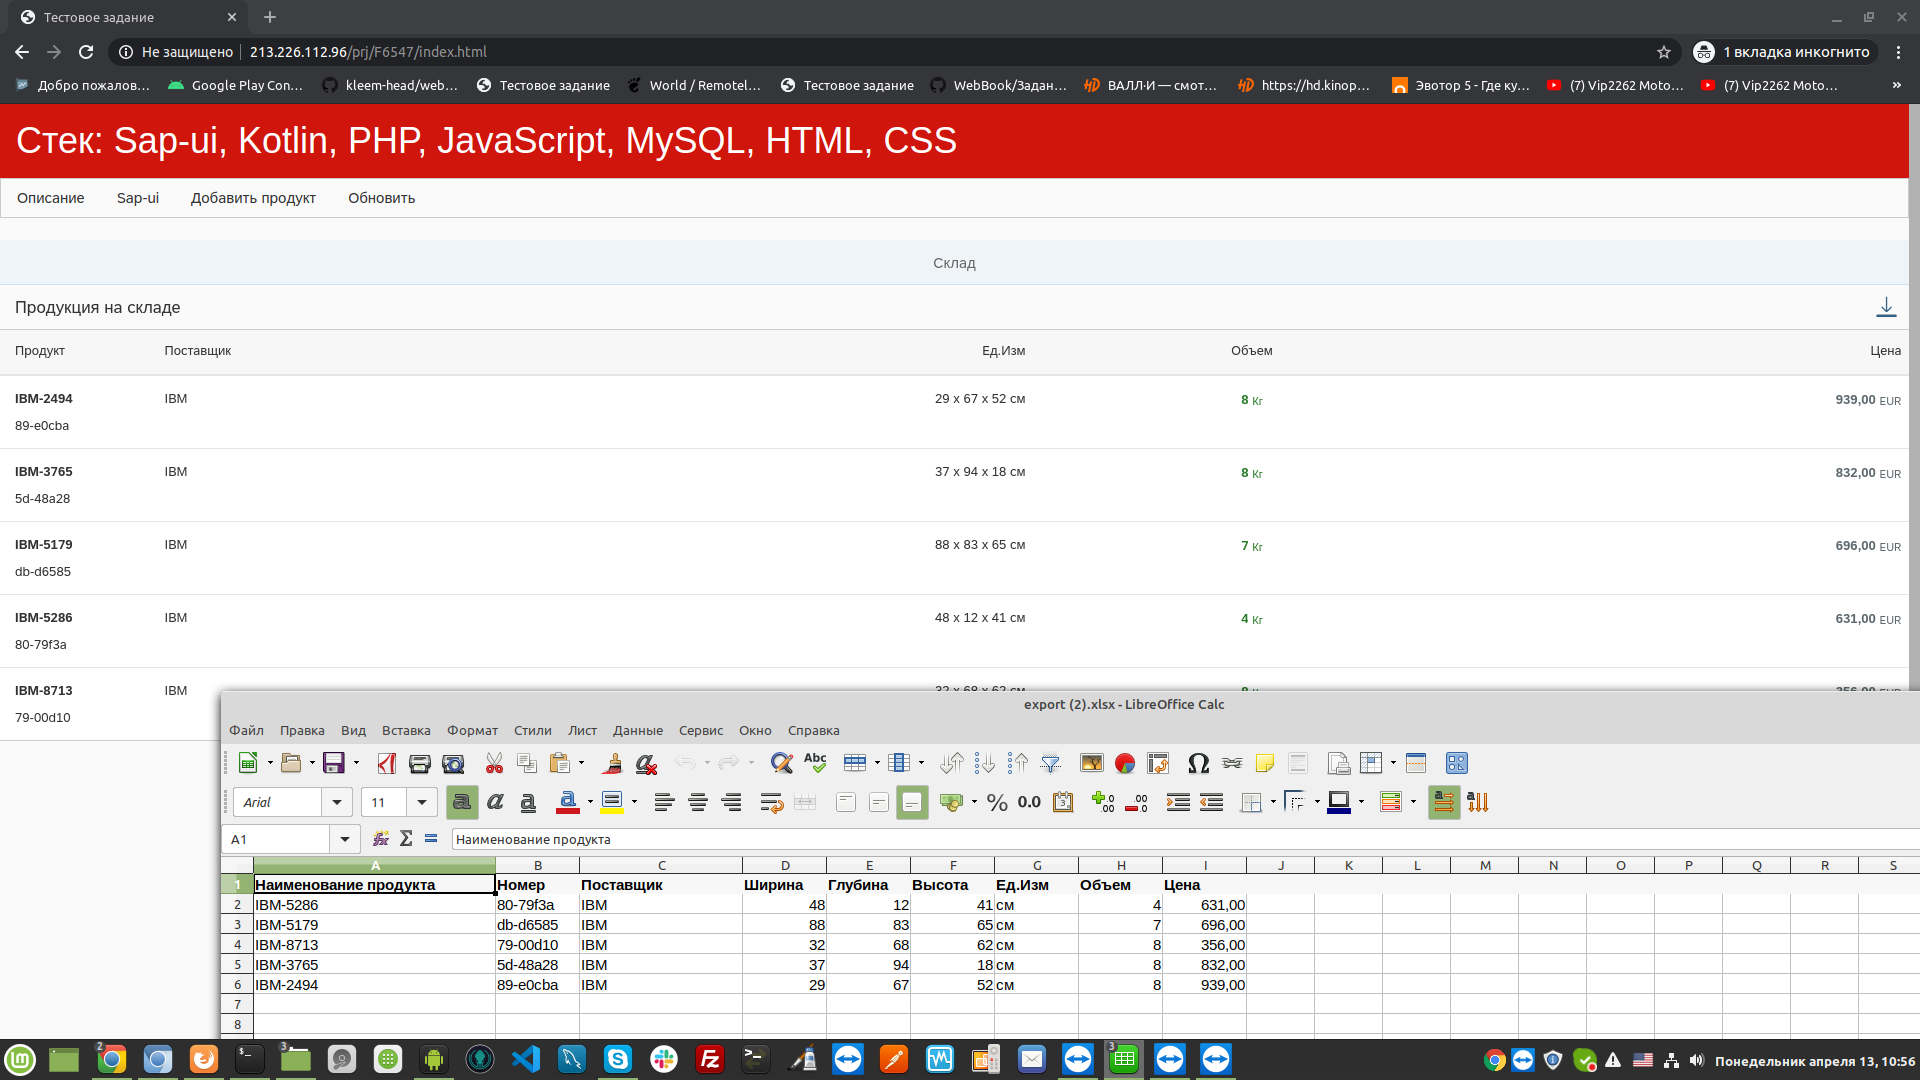 Тестовое задание
Не защищено
213.226.112.96/prj/F6547/index.html
1 вкладка инкогнито
Добро пожалов…
Google Play Con…
kleem-head/web…
Тестовое задание
World / Remotel…
Тестовое задание
WebBook/Задан…
ВАЛЛ·И — смот…
https://hd.kinop…
Эвотор 5 - Где ку…
(7) Vip2262 Moto…
(7) Vip2262 Moto…
»
Стек: Sap-ui, Kotlin, PHP, JavaScript, MySQL, HTML, CSS
Описание Sap-ui Добавить продукт Обновить
Склад
Продукция на складе
Продукт Поставщик Ед.Изм Объем Цена
IBM-2494 IBM 29 x 67 x 52 см 8 Кг 939,00 EUR
89-e0cba
IBM-3765 IBM 37 x 94 x 18 см 8 Кг 832,00 EUR
5d-48a28
IBM-5179 IBM 88 x 83 x 65 см 7 Кг 696,00 EUR
db-d6585
IBM-5286 IBM 48 x 12 x 41 см 4 Кг 631,00 EUR
80-79f3a
IBM-8713 IBM 32 x 68 x 62 см 8 Кг 356,00 EUR
79-00d10
export (2).xlsx - LibreOffice Calc
Файл Правка Вид Вставка Формат Стили Лист Данные Сервис Окно Справка
Arial 11
A1 Наименование продукта
A B C D E F G H I J K L M N O P Q R S
1 Наименование продукта Номер Поставщик Ширина Глубина Высота Ед.Изм Объем Цена
2 IBM-5286 80-79f3a IBM 48 12 41 см 4 631,00
3 IBM-5179 db-d6585 IBM 88 83 65 см 7 696,00
4 IBM-8713 79-00d10 IBM 32 68 62 см 8 356,00
5 IBM-3765 5d-48a28 IBM 37 94 18 см 8 832,00
6 IBM-2494 89-e0cba IBM 29 67 52 см 8 939,00
7
8
2 3 3
Понедельник апреля 13, 10:56